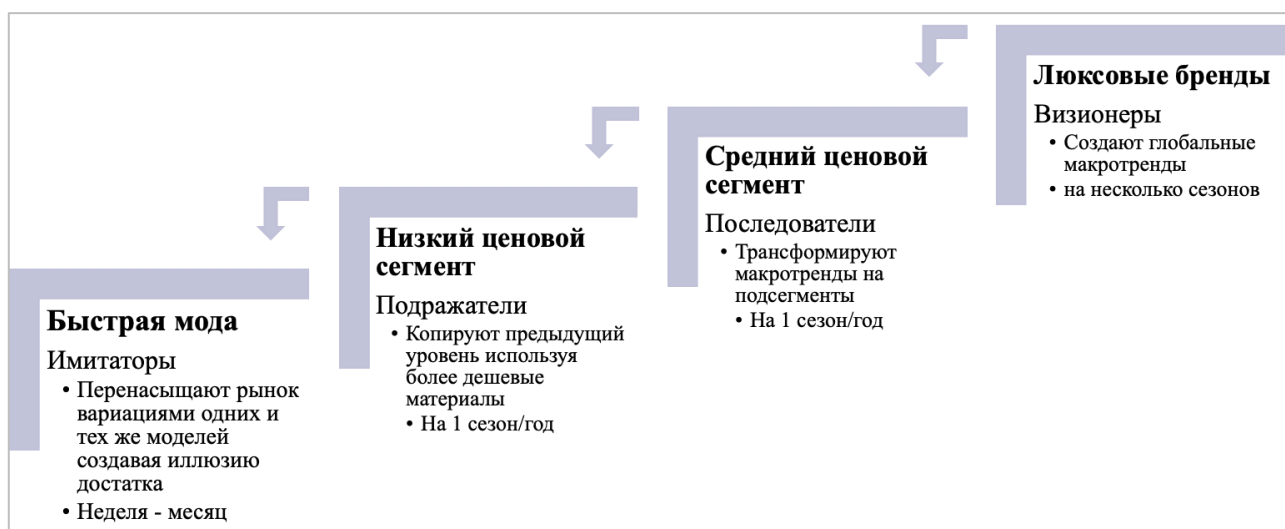 Люксовые бренды
Визионеры
• Создают глобальные
макротренды
• на несколько сезонов
Средний ценовой
сегмент
Последователи
• Трансформируют
макротренды на
подсегменты
• На 1 сезон/год
Низкий ценовой
сегмент
Подражатели
• Копируют предыдущий
уровень используя
более дешевые
материалы
• На 1 сезон/год
Быстрая мода
Имитаторы
• Перенасыщают рынок
вариациями одних и
тех же моделей
создавая иллюзию
достатка
• Неделя - месяц